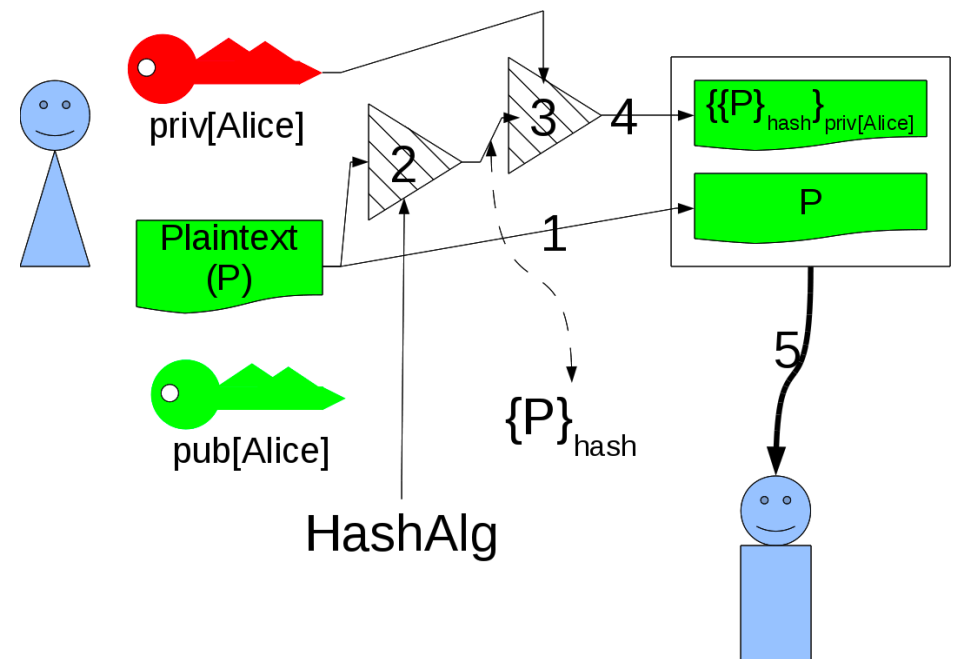 priv[Alice]
2
3
4
{{P}hash}priv[Alice]
P
Plaintext
(P)
1
5
pub[Alice]
{P}hash
HashAlg